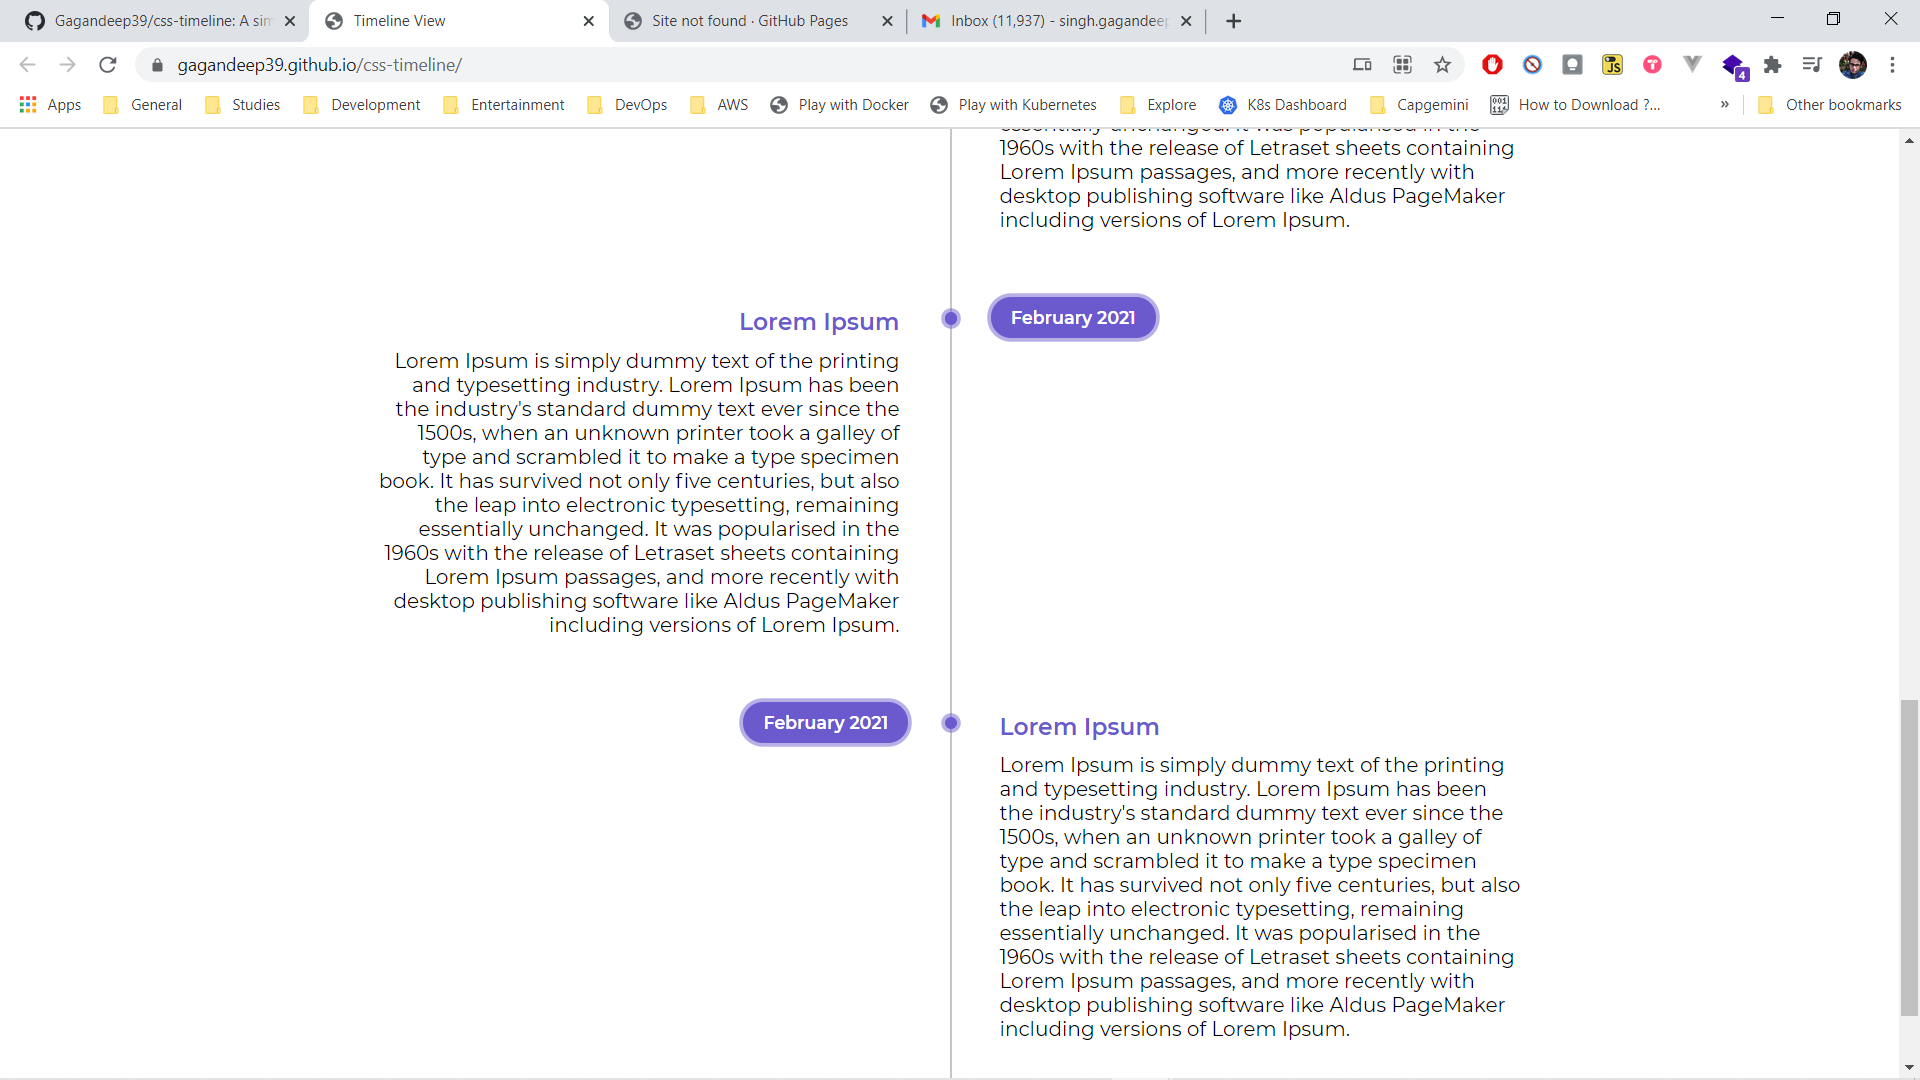 Gagandeep39/css-timeline: A sim
Timeline View
Site not found · GitHub Pages
Inbox (11,937) - singh.gagandeep
gagandeep39.github.io/css-timeline/
JS
T
4
Apps
General
Studies
Development
Entertainment
DevOps
AWS
Play with Docker
Play with Kubernetes
Explore
K8s Dashboard
Capgemini
How to Download ?...
»
Other bookmarks
essentially unchanged. It was popularised in the
1960s with the release of Letraset sheets containing
Lorem Ipsum passages, and more recently with
desktop publishing software like Aldus PageMaker
including versions of Lorem Ipsum.
Lorem Ipsum
February 2021
Lorem Ipsum is simply dummy text of the printing
and typesetting industry. Lorem Ipsum has been
the industry's standard dummy text ever since the
1500s, when an unknown printer took a galley of
type and scrambled it to make a type specimen
book. It has survived not only five centuries, but also
the leap into electronic typesetting, remaining
essentially unchanged. It was popularised in the
1960s with the release of Letraset sheets containing
Lorem Ipsum passages, and more recently with
desktop publishing software like Aldus PageMaker
including versions of Lorem Ipsum.
February 2021
Lorem Ipsum
Lorem Ipsum is simply dummy text of the printing
and typesetting industry. Lorem Ipsum has been
the industry's standard dummy text ever since the
1500s, when an unknown printer took a galley of
type and scrambled it to make a type specimen
book. It has survived not only five centuries, but also
the leap into electronic typesetting, remaining
essentially unchanged. It was popularised in the
1960s with the release of Letraset sheets containing
Lorem Ipsum passages, and more recently with
desktop publishing software like Aldus PageMaker
including versions of Lorem Ipsum.